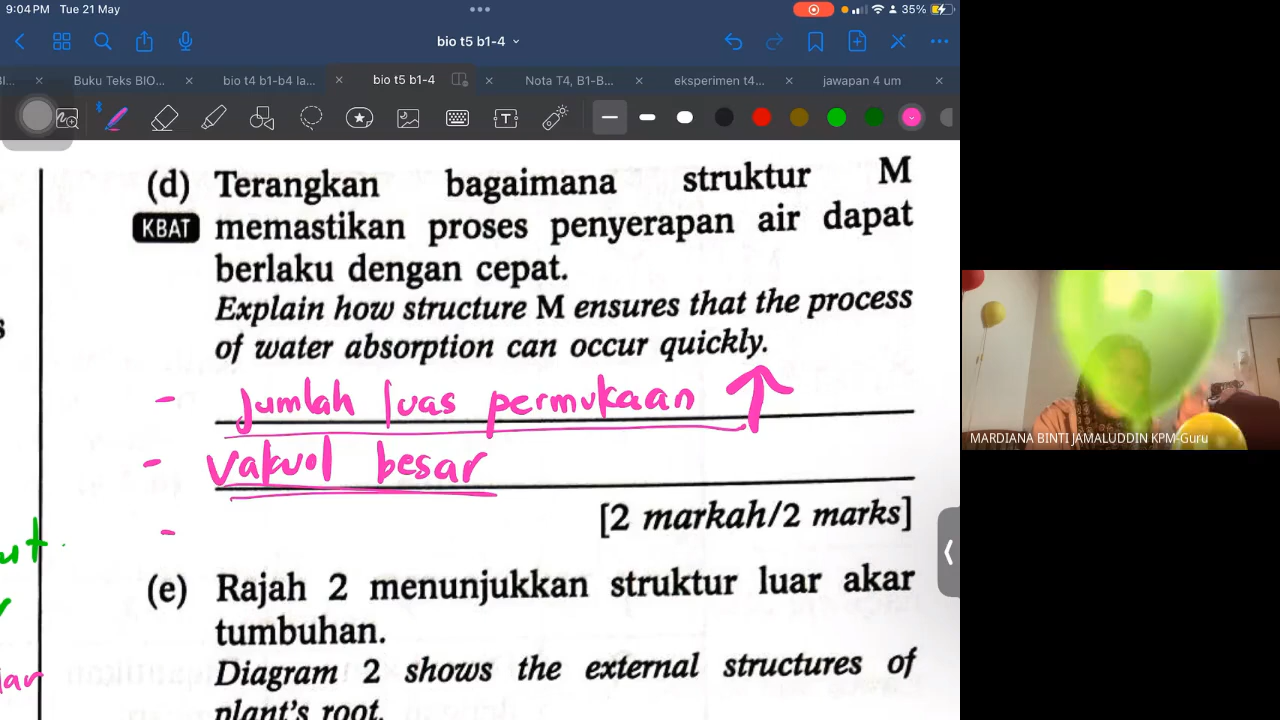 9:04 PM Tue 21 May
35%
bio t5 b1-4
Buku Teks BIO...
bio t4 b1-b4 la...
bio t5 b1-4
Nota T4, B1-B...
eksperimen t4...
jawapan 4 um
(d) Terangkan bagaimana struktur M
KBAT memastikan proses penyerapan air dapat
berlaku dengan cepat.
Explain how structure M ensures that the process
of water absorption can occur quickly.
- Jumlah luas permukaan ↑
- vakuol besar
-
[2 markah/2 marks]
(e) Rajah 2 menunjukkan struktur luar akar
tumbuhan.
Diagram 2 shows the external structures of
plant's root.
MARDIANA BINTI JAMALUDDIN KPM-Guru